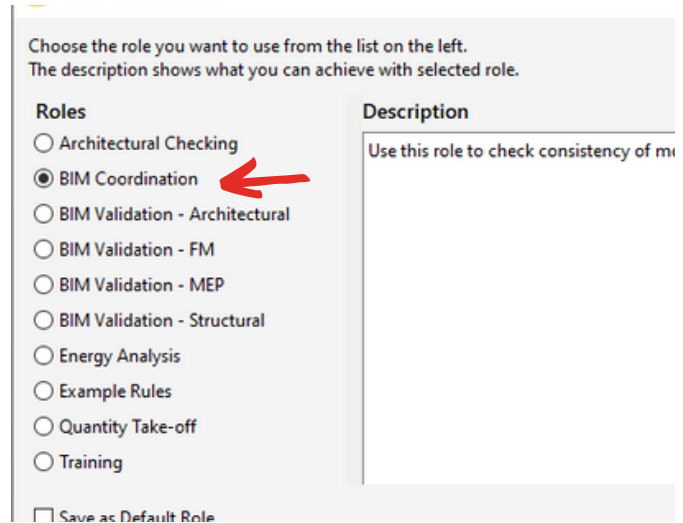 Choose the role you want to use from the list on the left.
The description shows what you can achieve with selected role.
Roles
Architectural Checking
BIM Coordination
BIM Validation - Architectural
BIM Validation - FM
BIM Validation - MEP
BIM Validation - Structural
Energy Analysis
Example Rules
Quantity Take-off
Training
Save as Default Role
Description
Use this role to check consistency of